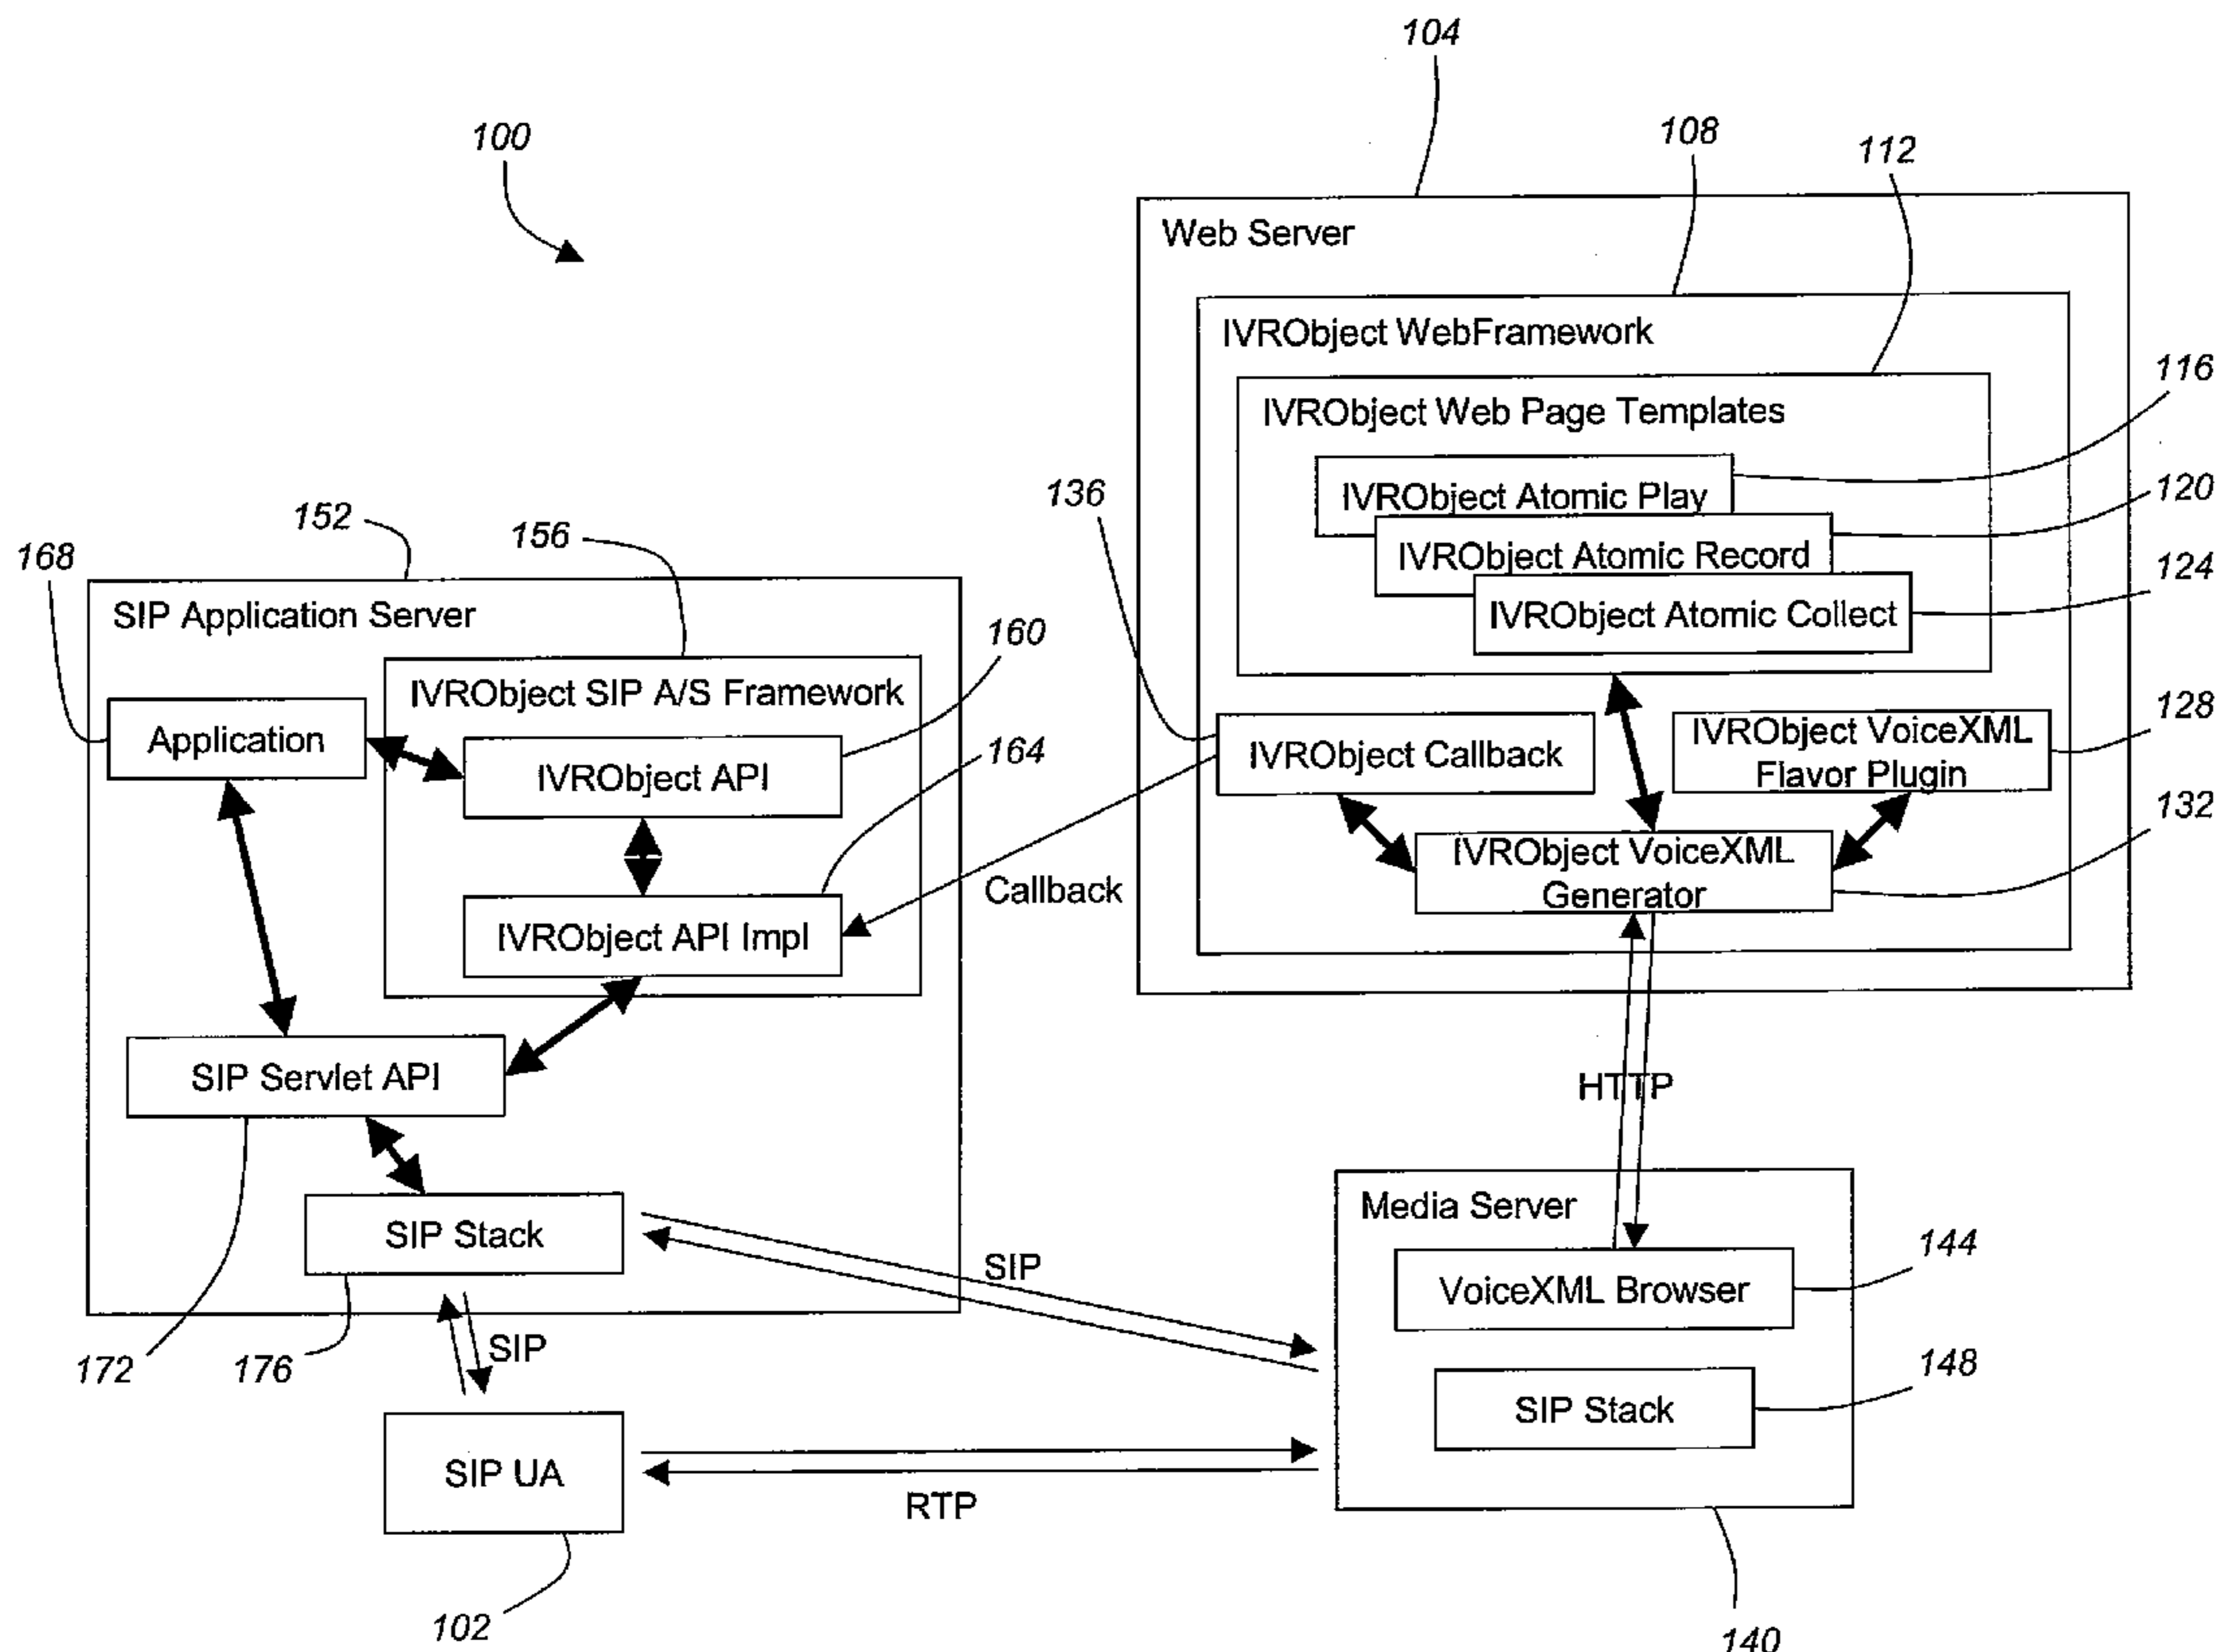 104
108
100
112
Web Server
IVRObject WebFramework
116
IVRObject Web Page Templates
120
136
IVRObject Atomic Play
152
156
IVRObject Atomic Record
168
124
IVRObject Atomic Collect
SIP Application Server
160
IVRObject SIP A/S Framework
128
Application
164
IVRObject Callback
IVRObject VoiceXML
Flavor Plugin
IVRObject API
132
IVRObject VoiceXML
Generator
Callback
IVRObject API Impl
SIP Servlet API
HTTP
Media Server
SIP Stack
144
SIP
VoiceXML Browser
SIP
172
176
148
SIP Stack
SIP UA
RTP
102
140